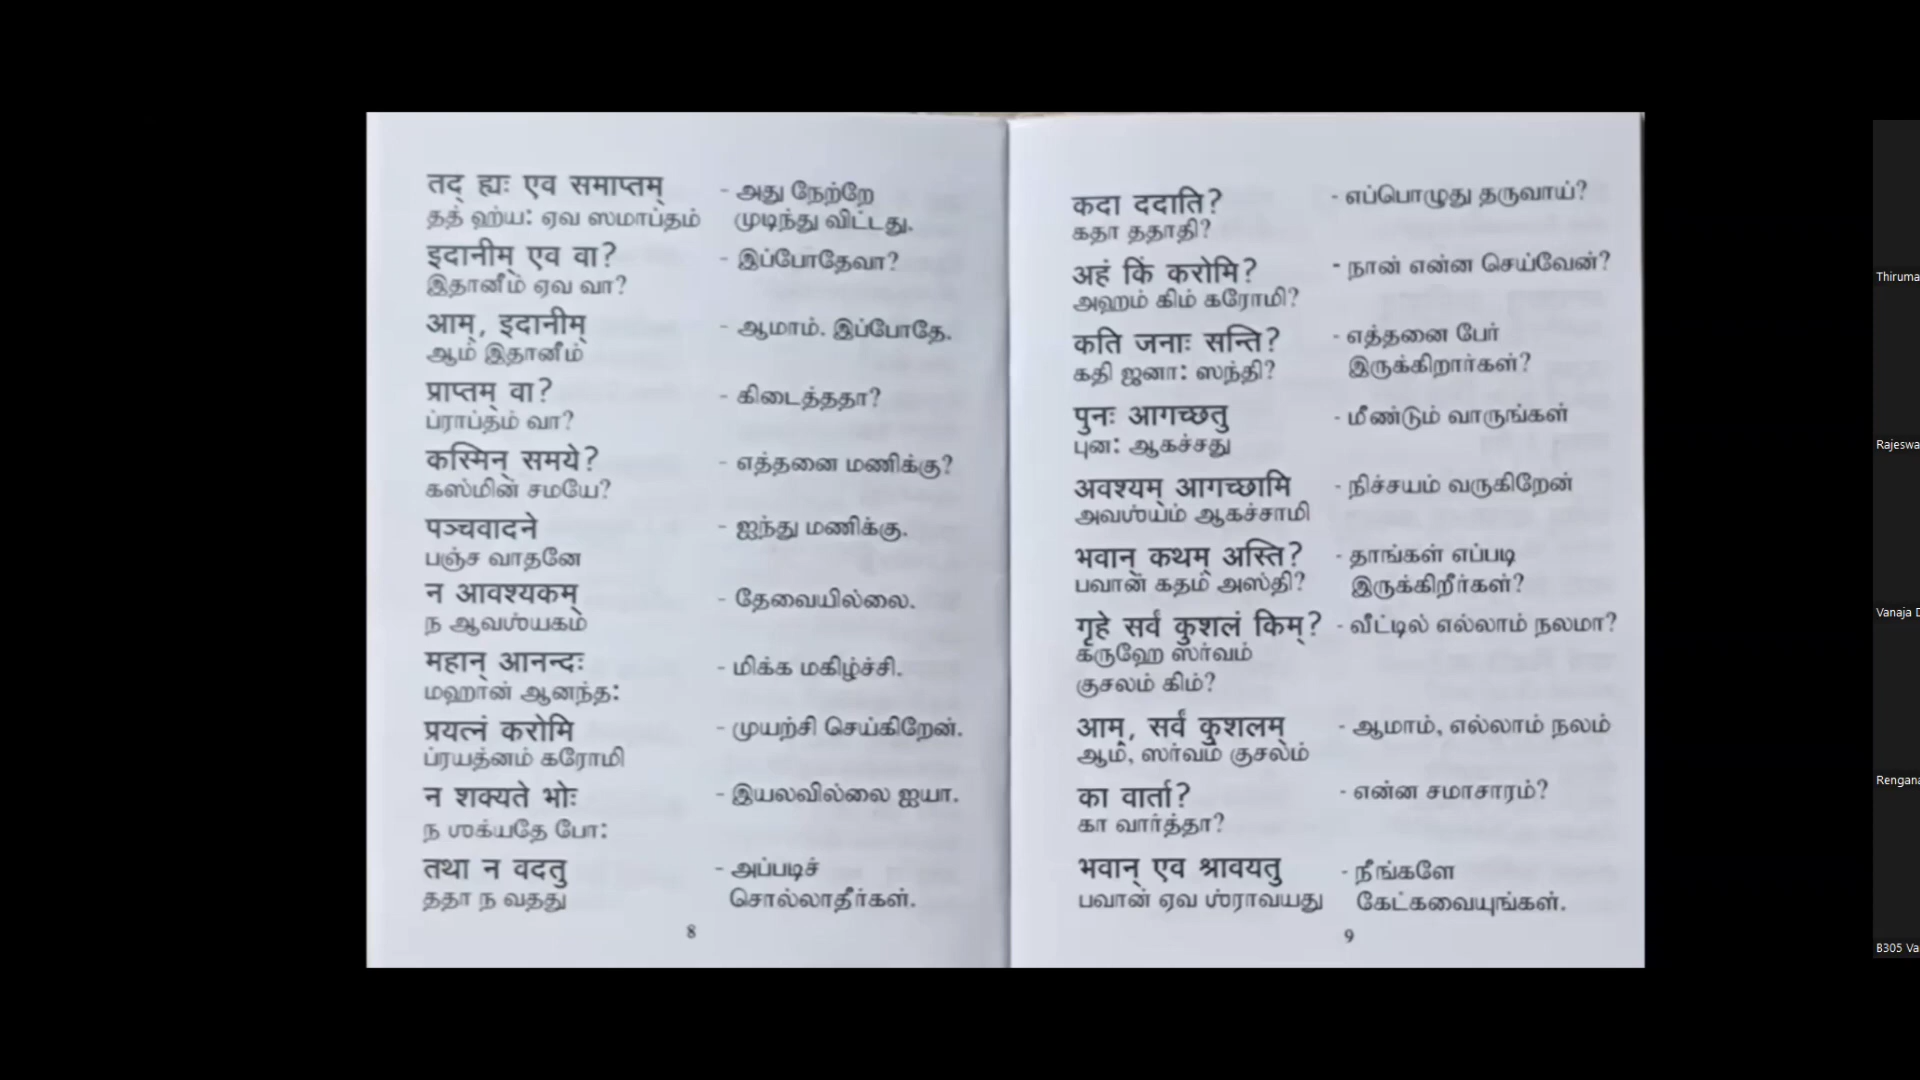 तद् ह्यः एव समाप्तम् - அது நேற்றே
தத் ஹ்ய: ஏவ ஸமாப்தம் முடிந்து விட்டது.
इदानीम् एव वा? - இப்போதேவா?
இதானீம் ஏவ வா?
आम्, इदानीम् - ஆமாம். இப்போதே.
ஆம் இதானீம்
प्राप्तम् वा? - கிடைத்ததா?
ப்ராப்தம் வா?
कस्मिन् समये? - எத்தனை மணிக்கு?
கஸ்மின் சமயே?
पञ्चवादने - ஐந்து மணிக்கு.
பஞ்ச வாதனே
न आवश्यकम् - தேவையில்லை.
ந ஆவஶ்யகம்
महान् आनन्दः - மிக்க மகிழ்ச்சி.
மஹான் ஆனந்த:
प्रयत्नं करोमि - முயற்சி செய்கிறேன்.
ப்ரயத்னம் கரோமி
न शक्यते भोः - இயலவில்லை ஐயா.
ந ஶக்யதே போ:
तथा न वदतु - அப்படிச்
ததா ந வதது சொல்லாதீர்கள்.
8
कदा ददाति? - எப்பொழுது தருவாய்?
கதா ததாதி?
अहं किं करोमि? - நான் என்ன செய்வேன்?
அஹம் கிம் கரோமி?
कति जनाः सन्ति? - எத்தனை பேர்
கதி ஜனா: ஸந்தி? இருக்கிறார்கள்?
पुनः आगच्छतु - மீண்டும் வாருங்கள்
புன: ஆகச்சது
अवश्यम् आगच्छामि - நிச்சயம் வருகிறேன்
அவஶ்யம் ஆகச்சாமி
भवान् कथम् अस्ति? - தாங்கள் எப்படி
பவான் கதம் அஸ்தி? இருக்கிறீர்கள்?
गृहे सर्वं कुशलं किम्? - வீட்டில் எல்லாம் நலமா?
க்ருஹே ஸர்வம்
குசலம் கிம்?
आम्, सर्वं कुशलम् - ஆமாம், எல்லாம் நலம்
ஆம், ஸர்வம் குசலம்
का वार्ता? - என்ன சமாசாரம்?
கா வார்த்தா?
भवान् एव श्रावयतु - நீங்களே
பவான் ஏவ ஶ்ராவயது கேட்கவையுங்கள்.
9
Thiruma
Rajeswa
Vanaja D
Rengana
B305 Va